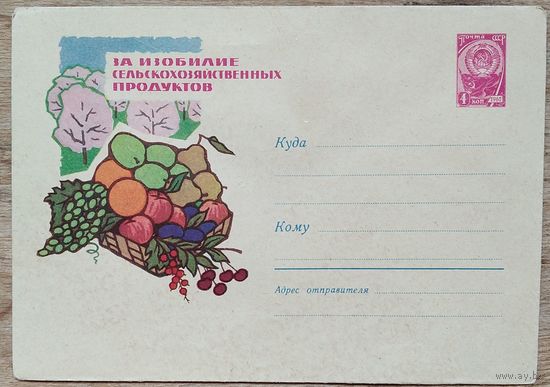 ЗА ИЗОБИЛИЕ
СЕЛЬСКОХОЗЯЙСТВЕННЫХ
ПРОДУКТОВ
ПОЧТА СССР
4
КОП
Куда
Кому
Адрес отправителя